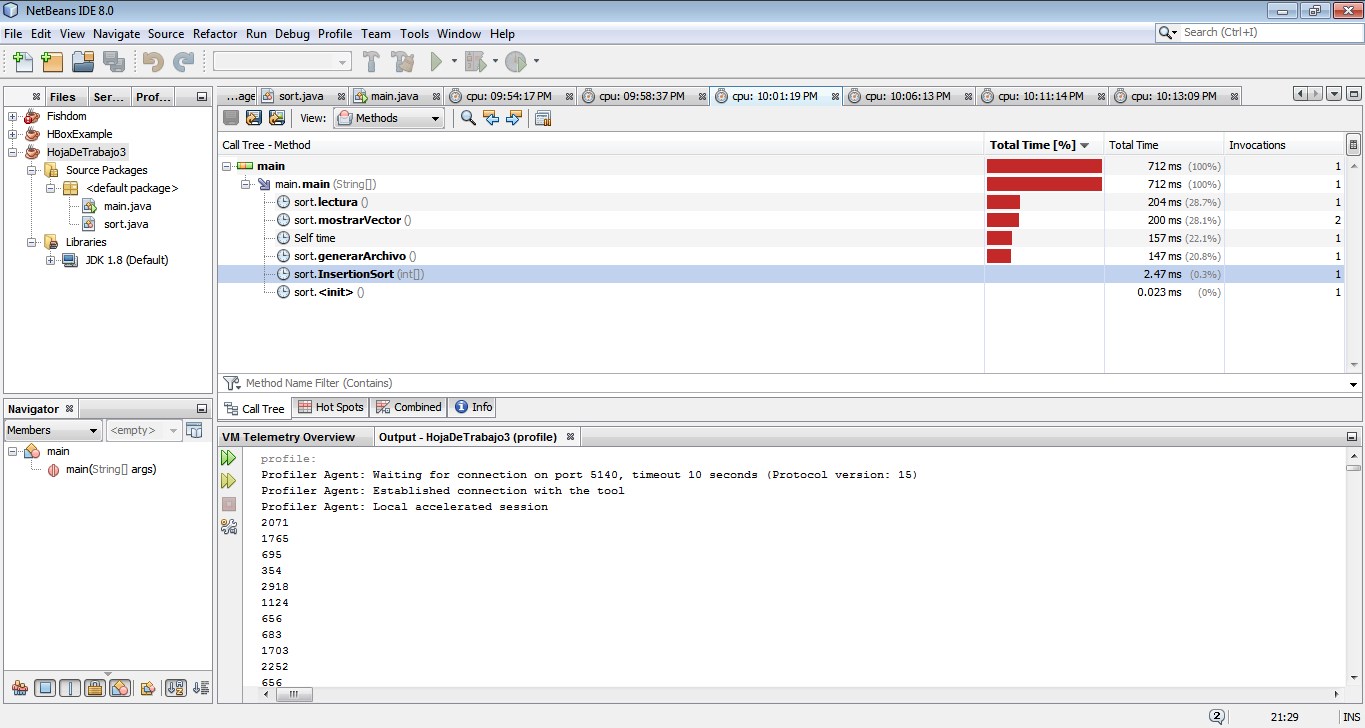 NetBeans IDE 8.0
File Edit View Navigate Source Refactor Run Debug Profile Team Tools Window Help
Search (Ctrl+I)
Files Ser... Prof...
Fishdom
HBoxExample
HojaDeTrabajo3
Source Packages
<default package>
main.java
sort.java
Libraries
JDK 1.8 (Default)
Navigator
Members <empty>
main
main(String[] args)
...age sort.java main.java cpu: 09:54:17 PM cpu: 09:58:37 PM cpu: 10:01:19 PM cpu: 10:06:13 PM cpu: 10:11:14 PM cpu: 10:13:09 PM
View: Methods
Call Tree - Method Total Time [%] Total Time Invocations
main 712 ms (100%) 1
main.main (String[]) 712 ms (100%) 1
sort.lectura () 204 ms (28.7%) 1
sort.mostrarVector () 200 ms (28.1%) 2
Self time 157 ms (22.1%) 1
sort.generarArchivo () 147 ms (20.8%) 1
sort.InsertionSort (int[]) 2.47 ms (0.3%) 1
sort.<init> () 0.023 ms (0%) 1
Method Name Filter (Contains)
Call Tree Hot Spots Combined Info
VM Telemetry Overview Output - HojaDeTrabajo3 (profile)
profile:
Profiler Agent: Waiting for connection on port 5140, timeout 10 seconds (Protocol version: 15)
Profiler Agent: Established connection with the tool
Profiler Agent: Local accelerated session
2071
1765
695
354
2918
1124
656
683
1703
2252
656
2 21:29 INS